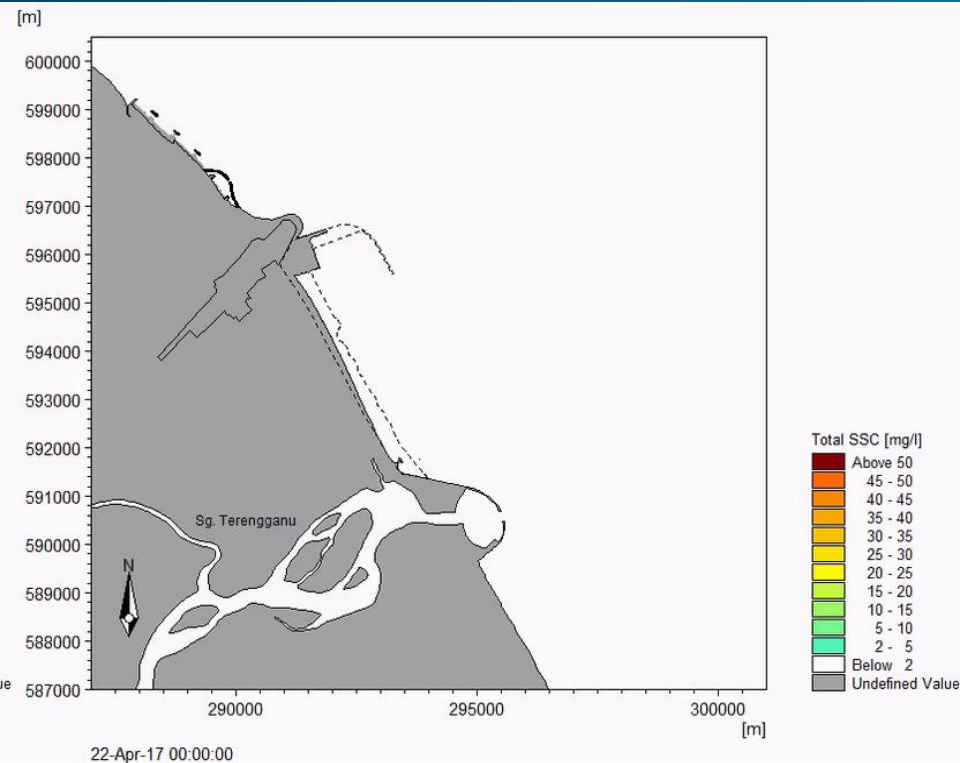 [m]
600000
599000
598000
597000
596000
595000
594000
593000
592000
591000
590000
589000
588000
587000
Sg. Terengganu
N
290000
295000
300000
[m]
22-Apr-17 00:00:00
Total SSC [mg/l]
Above 50
45 - 50
40 - 45
35 - 40
30 - 35
25 - 30
20 - 25
15 - 20
10 - 15
5 - 10
2 - 5
Below 2
Undefined Value
ue